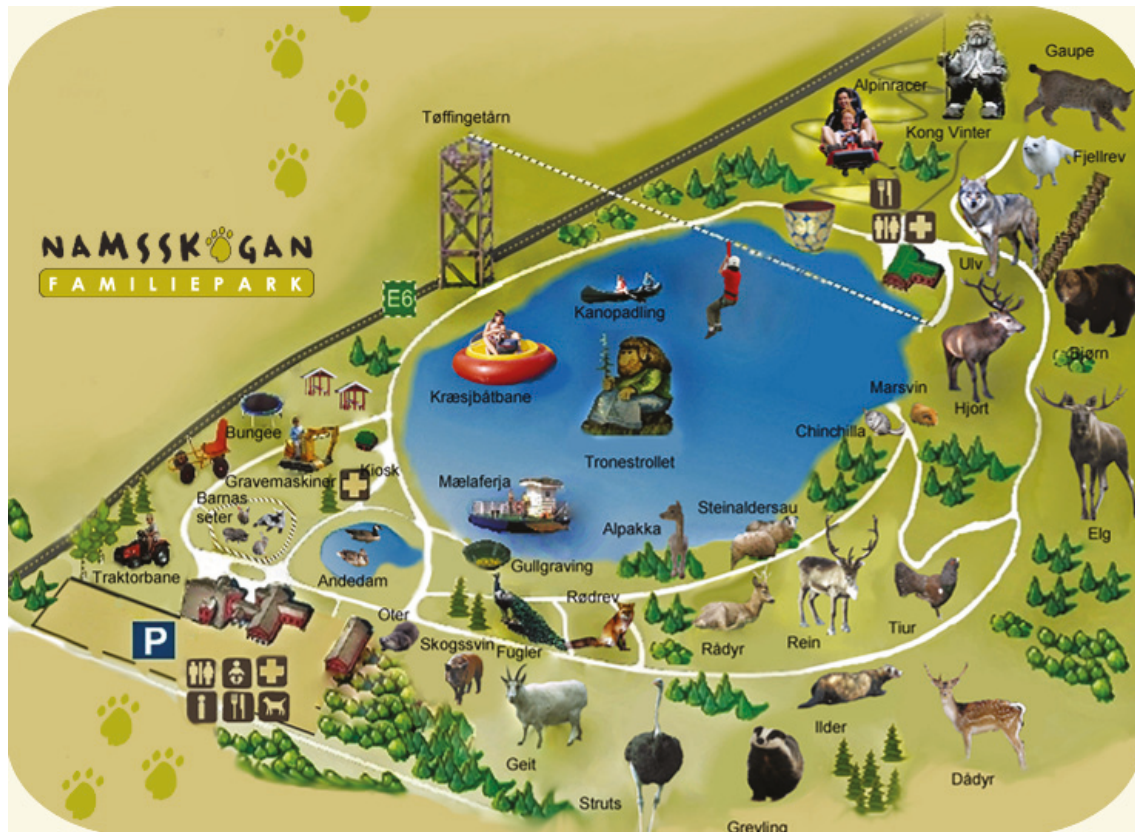 Gaupe
Alpinracer
Tøffingetårn
Kong Vinter
Fjellrev
NAMSSKOGAN
FAMILIEPARK
Ulv
E6
Kanopadling
Bjørn
Marsvin
Kræsjbåtbane
Hjort
Bungee
Chinchilla
Tronestrollet
Kiosk
Gravemaskiner
Mælaferja
Barnas
seter
Steinaldersau
Alpakka
Elg
Gullgraving
Traktorbane
Andedam
Rødrev
Oter
P
Skogssvin
Fugler
Rådyr
Rein
Tiur
Ilder
Geit
Dådyr
Struts
Grevling